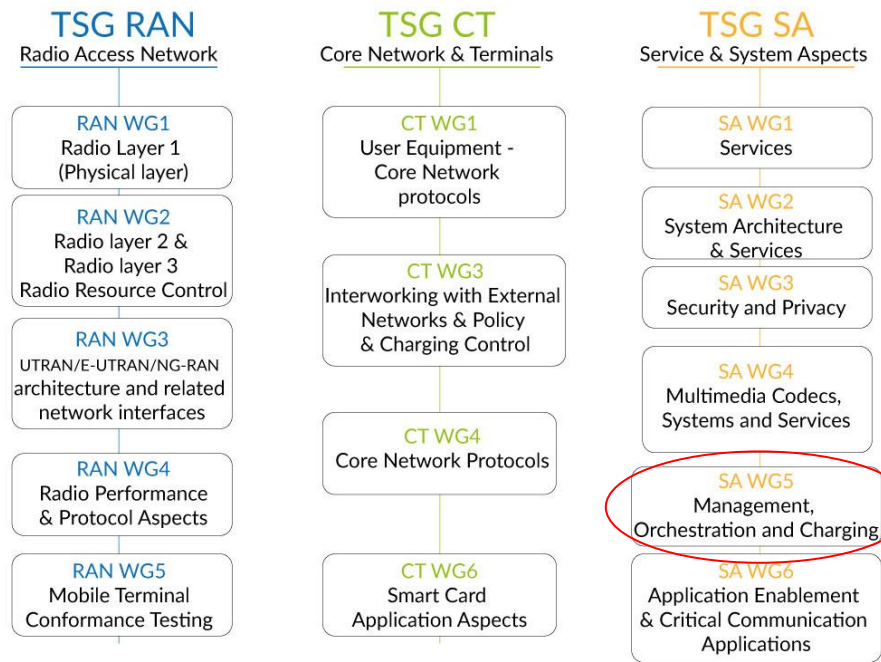 TSG RAN
Radio Access Network
RAN WG1
Radio Layer 1
(Physical layer)
RAN WG2
Radio layer 2 &
Radio layer 3
Radio Resource Control
RAN WG3
UTRAN/E-UTRAN/NG-RAN
architecture and related
network interfaces
RAN WG4
Radio Performance
& Protocol Aspects
RAN WG5
Mobile Terminal
Conformance Testing
TSG CT
Core Network & Terminals
CT WG1
User Equipment -
Core Network
protocols
CT WG3
Interworking with External
Networks & Policy
& Charging Control
CT WG4
Core Network Protocols
CT WG6
Smart Card
Application Aspects
TSG SA
Service & System Aspects
SA WG1
Services
SA WG2
System Architecture
& Services
SA WG3
Security and Privacy
SA WG4
Multimedia Codecs,
Systems and Services
SA WG5
Management,
Orchestration and Charging
SA WG6
Application Enablement
& Critical Communication
Applications